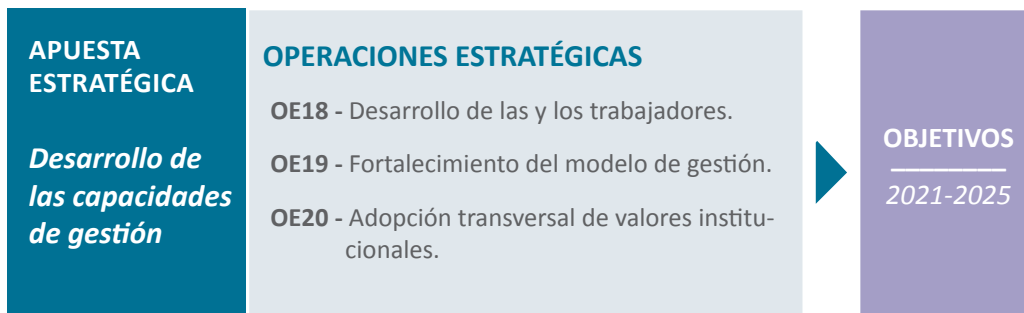 APUESTA
ESTRATÉGICA
Desarrollo de
las capacidades
de gestión
OPERACIONES ESTRATÉGICAS
OE18 - Desarrollo de las y los trabajadores.
OE19 - Fortalecimiento del modelo de gestión.
OE20 - Adopción transversal de valores institu-
cionales.
OBJETIVOS
2021-2025